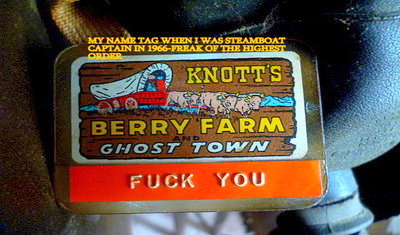 MY NAME TAG WHEN I WAS STEAMBOAT
CAPTAIN IN 1966-FREAK OF THE HIGHEST
ORDER
KNOTT'S
BERRY FARM
AND
GHOST TOWN
FUCK YOU